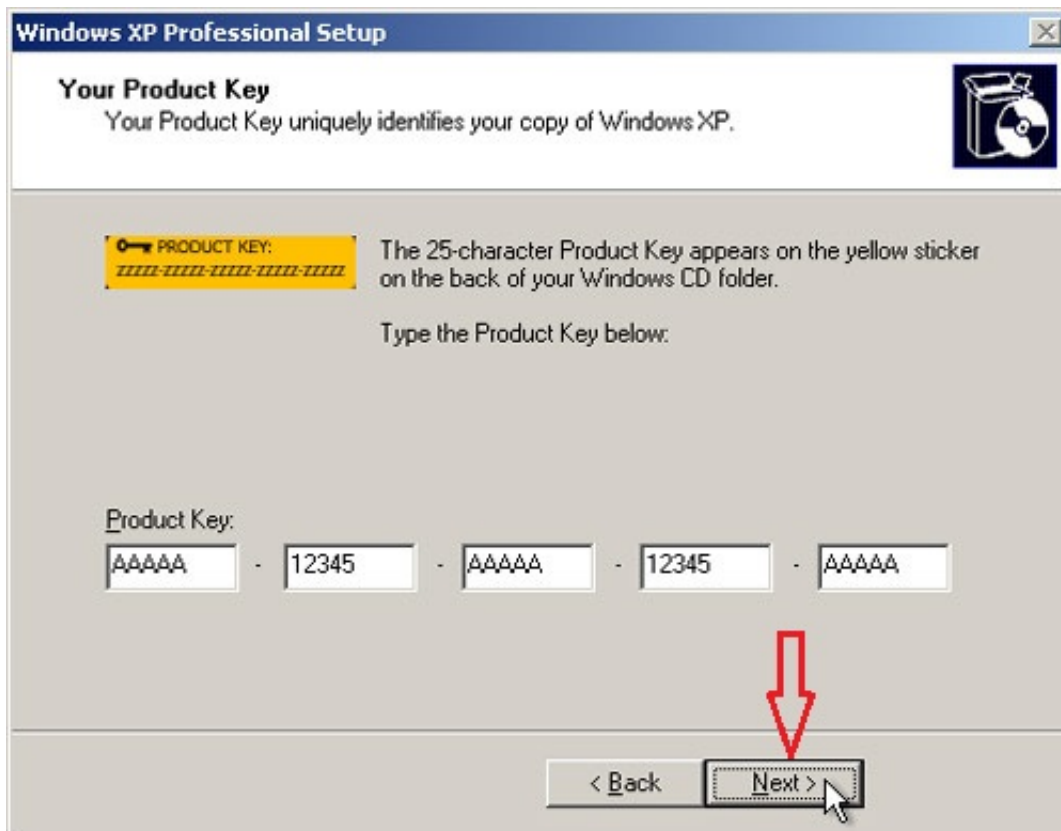 Windows XP Professional Setup
Your Product Key
Your Product Key uniquely identifies your copy of Windows XP.
PRODUCT KEY:
zzzzz-zzzzz-zzzzz-zzzzz-zzzzz
The 25-character Product Key appears on the yellow sticker
on the back of your Windows CD folder.
Type the Product Key below:
Product Key:
AAAAA - 12345 - AAAAA - 12345 - AAAAA
< Back Next >